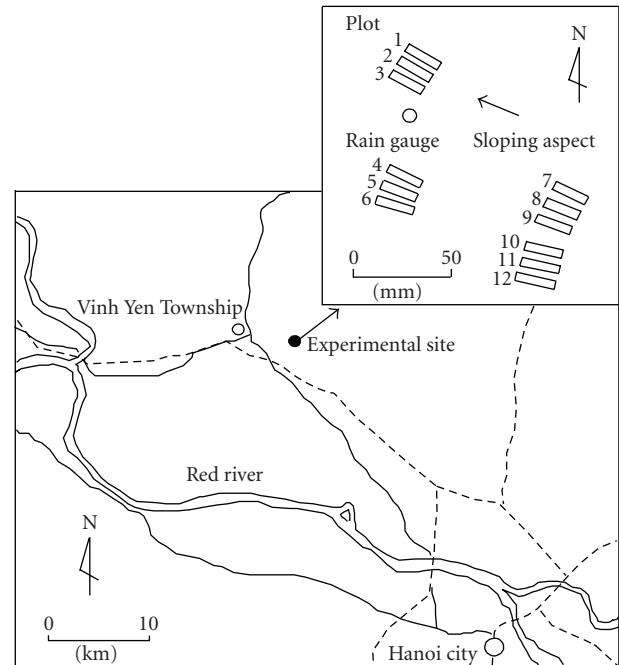 Plot
N
1
2
3
Rain gauge
Sloping aspect
4
5
6
7
8
9
10
11
12
0 50
(mm)
Vinh Yen Township
Experimental site
Red river
N
0 10
(km)
Hanoi city